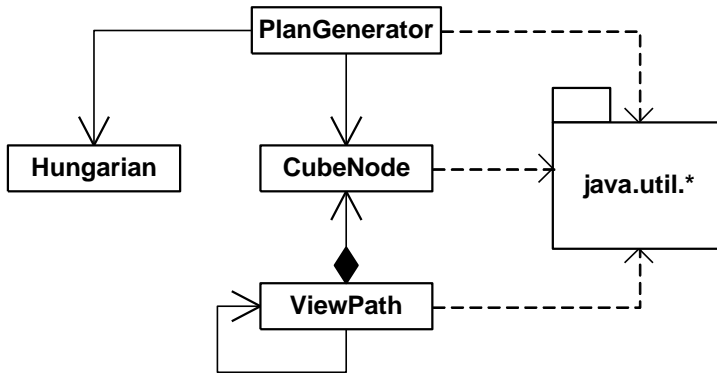 PlanGenerator
Hungarian
CubeNode
java.util.*
ViewPath